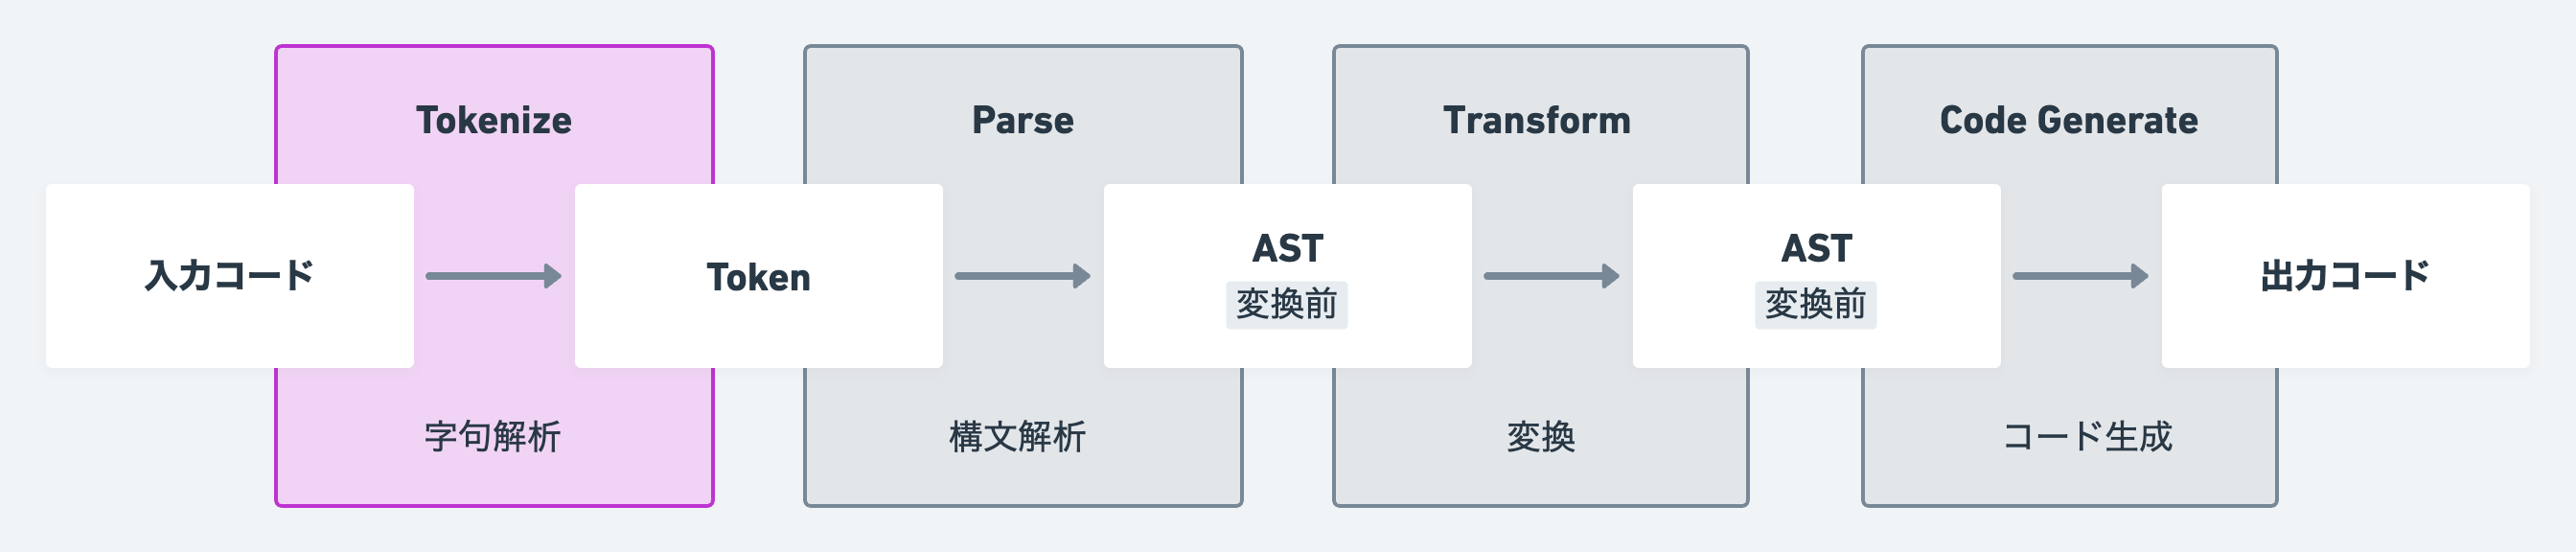 Tokenize
Parse
Transform
Code Generate
入力コード
Token
AST
変換前
AST
変換前
出力コード
字句解析
構文解析
変換
コード生成